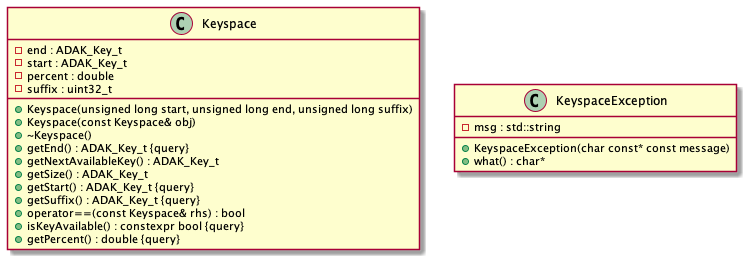 C Keyspace
end : ADAK_Key_t
start : ADAK_Key_t
percent : double
suffix : uint32_t
Keyspace(unsigned long start, unsigned long end, unsigned long suffix)
Keyspace(const Keyspace& obj)
~Keyspace()
getEnd() : ADAK_Key_t {query}
getNextAvailableKey() : ADAK_Key_t
getSize() : ADAK_Key_t
getStart() : ADAK_Key_t {query}
getSuffix() : ADAK_Key_t {query}
operator==(const Keyspace& rhs) : bool
isKeyAvailable() : constexpr bool {query}
getPercent() : double {query}
C KeyspaceException
msg : std::string
KeyspaceException(char const* const message)
what() : char*